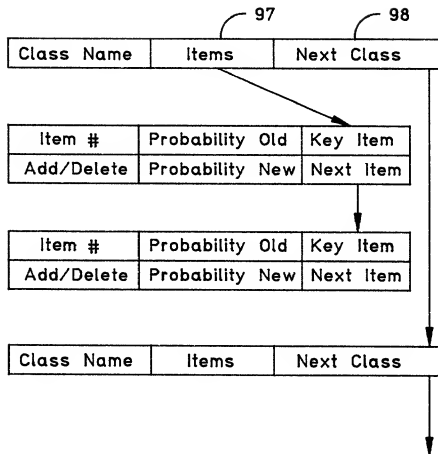 97 98
Class Name Items Next Class
Item # Probability Old Key Item
Add/Delete Probability New Next Item
Item # Probability Old Key Item
Add/Delete Probability New Next Item
Class Name Items Next Class